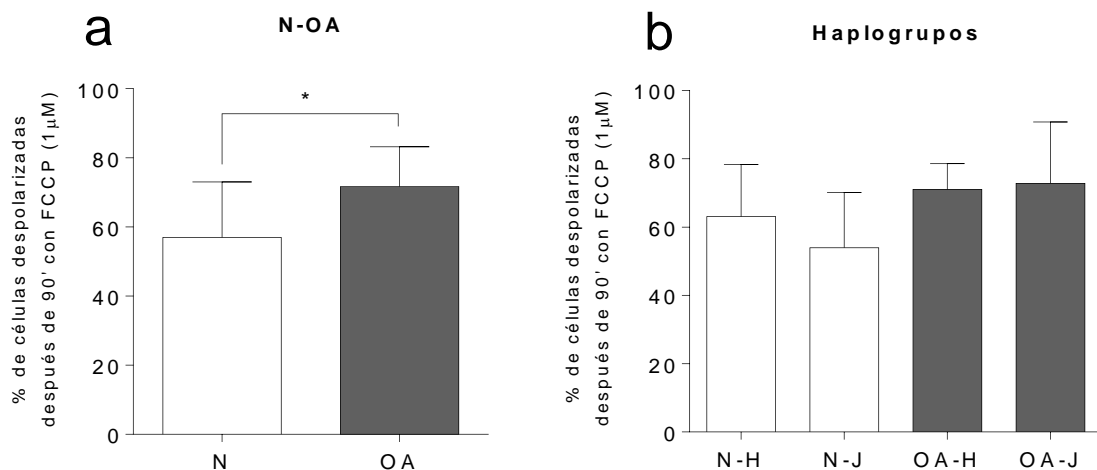 a
N-OA
% de células despolarizadas
después de 90' con FCCP (1µM)
100
80
60
40
20
0
*
N
OA
b
Haplogrupos
% de células despolarizadas
después de 90' con FCCP (1µM)
100
80
60
40
20
0
N-H
N-J
OA-H
OA-J